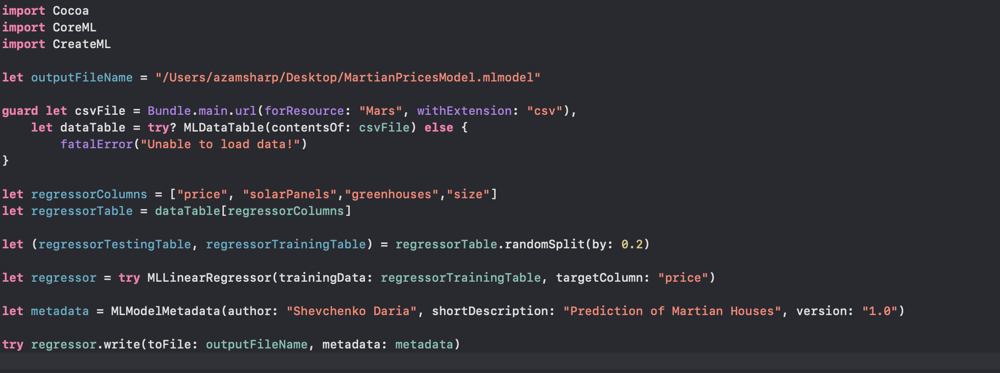 import Cocoa
import CoreML
import CreateML
let outputFileName = "/Users/azamsharp/Desktop/MartianPricesModel.mlmodel"
guard let csvFile = Bundle.main.url(forResource: "Mars", withExtension: "csv"),
    let dataTable = try? MLDataTable(contentsOf: csvFile) else {
        fatalError("Unable to load data!")
}
let regressorColumns = ["price", "solarPanels","greenhouses","size"]
let regressorTable = dataTable[regressorColumns]
let (regressorTestingTable, regressorTrainingTable) = regressorTable.randomSplit(by: 0.2)
let regressor = try MLLinearRegressor(trainingData: regressorTrainingTable, targetColumn: "price")
let metadata = MLModelMetadata(author: "Shevchenko Daria", shortDescription: "Prediction of Martian Houses", version: "1.0")
try regressor.write(toFile: outputFileName, metadata: metadata)